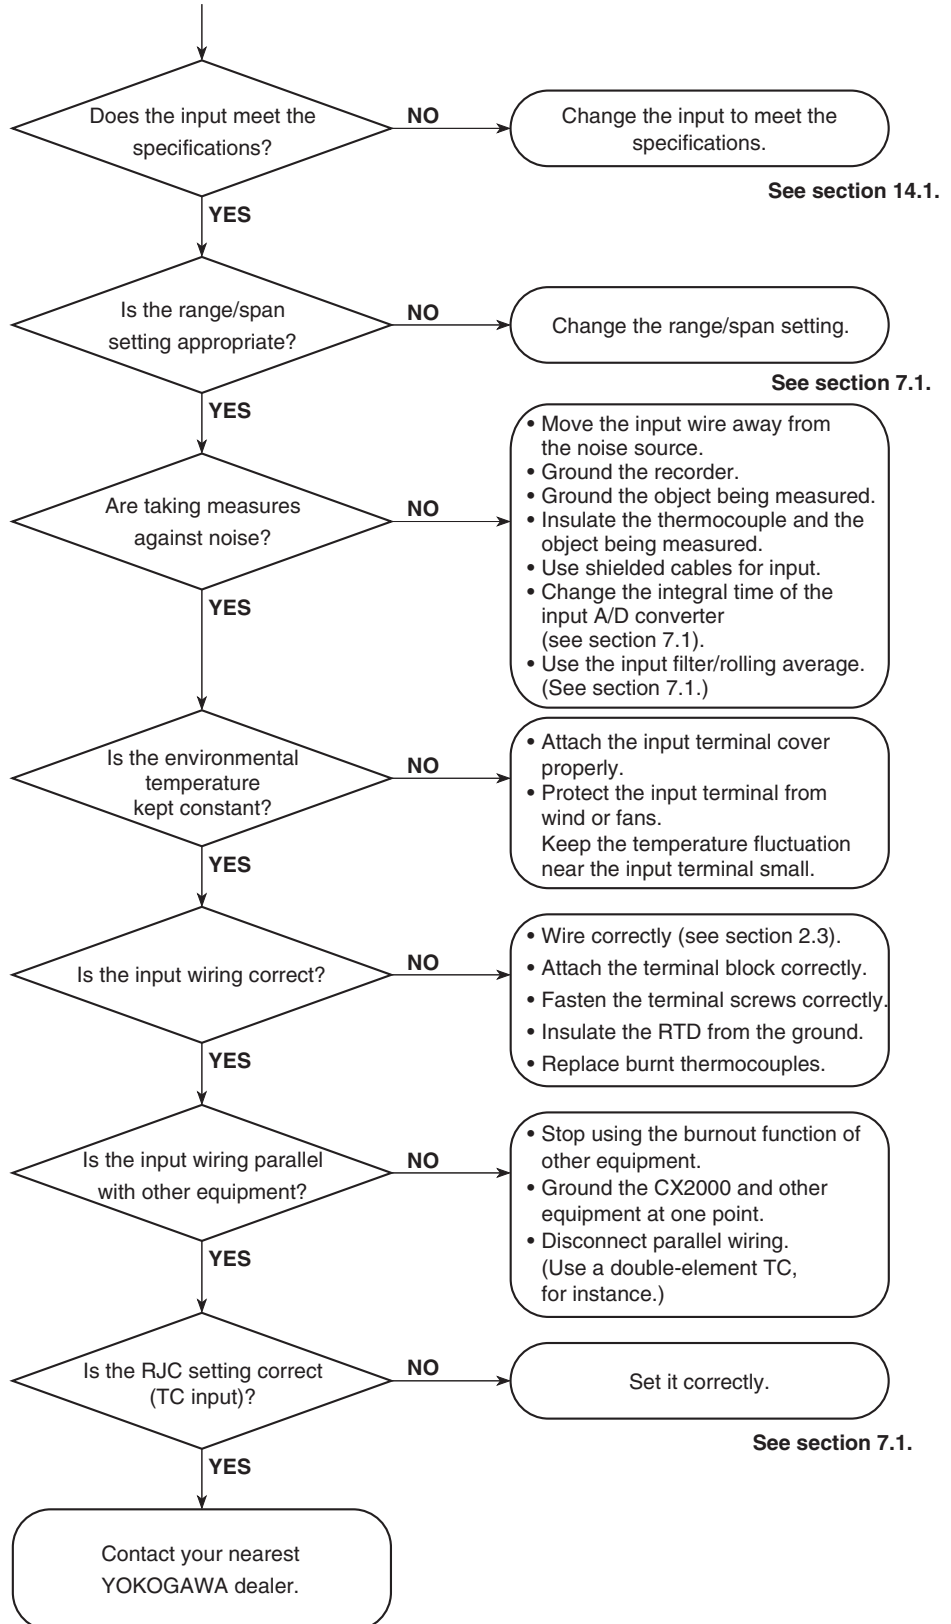 Does the input meet the
specifications?
NO
Change the input to meet the
specifications.
See section 14.1.
YES
Is the range/span
setting appropriate?
NO
Change the range/span setting.
See section 7.1.
YES
Are taking measures
against noise?
NO
• Move the input wire away from
the noise source.
• Ground the recorder.
• Ground the object being measured.
• Insulate the thermocouple and the
object being measured.
• Use shielded cables for input.
• Change the integral time of the
input A/D converter
(see section 7.1).
• Use the input filter/rolling average.
(See section 7.1.)
YES
Is the environmental
temperature
kept constant?
NO
• Attach the input terminal cover
properly.
• Protect the input terminal from
wind or fans.
Keep the temperature fluctuation
near the input terminal small.
YES
Is the input wiring correct?
NO
• Wire correctly (see section 2.3).
• Attach the terminal block correctly.
• Fasten the terminal screws correctly.
• Insulate the RTD from the ground.
• Replace burnt thermocouples.
YES
Is the input wiring parallel
with other equipment?
NO
• Stop using the burnout function of
other equipment.
• Ground the CX2000 and other
equipment at one point.
• Disconnect parallel wiring.
(Use a double-element TC,
for instance.)
YES
Is the RJC setting correct
(TC input)?
NO
Set it correctly.
See section 7.1.
YES
Contact your nearest
YOKOGAWA dealer.